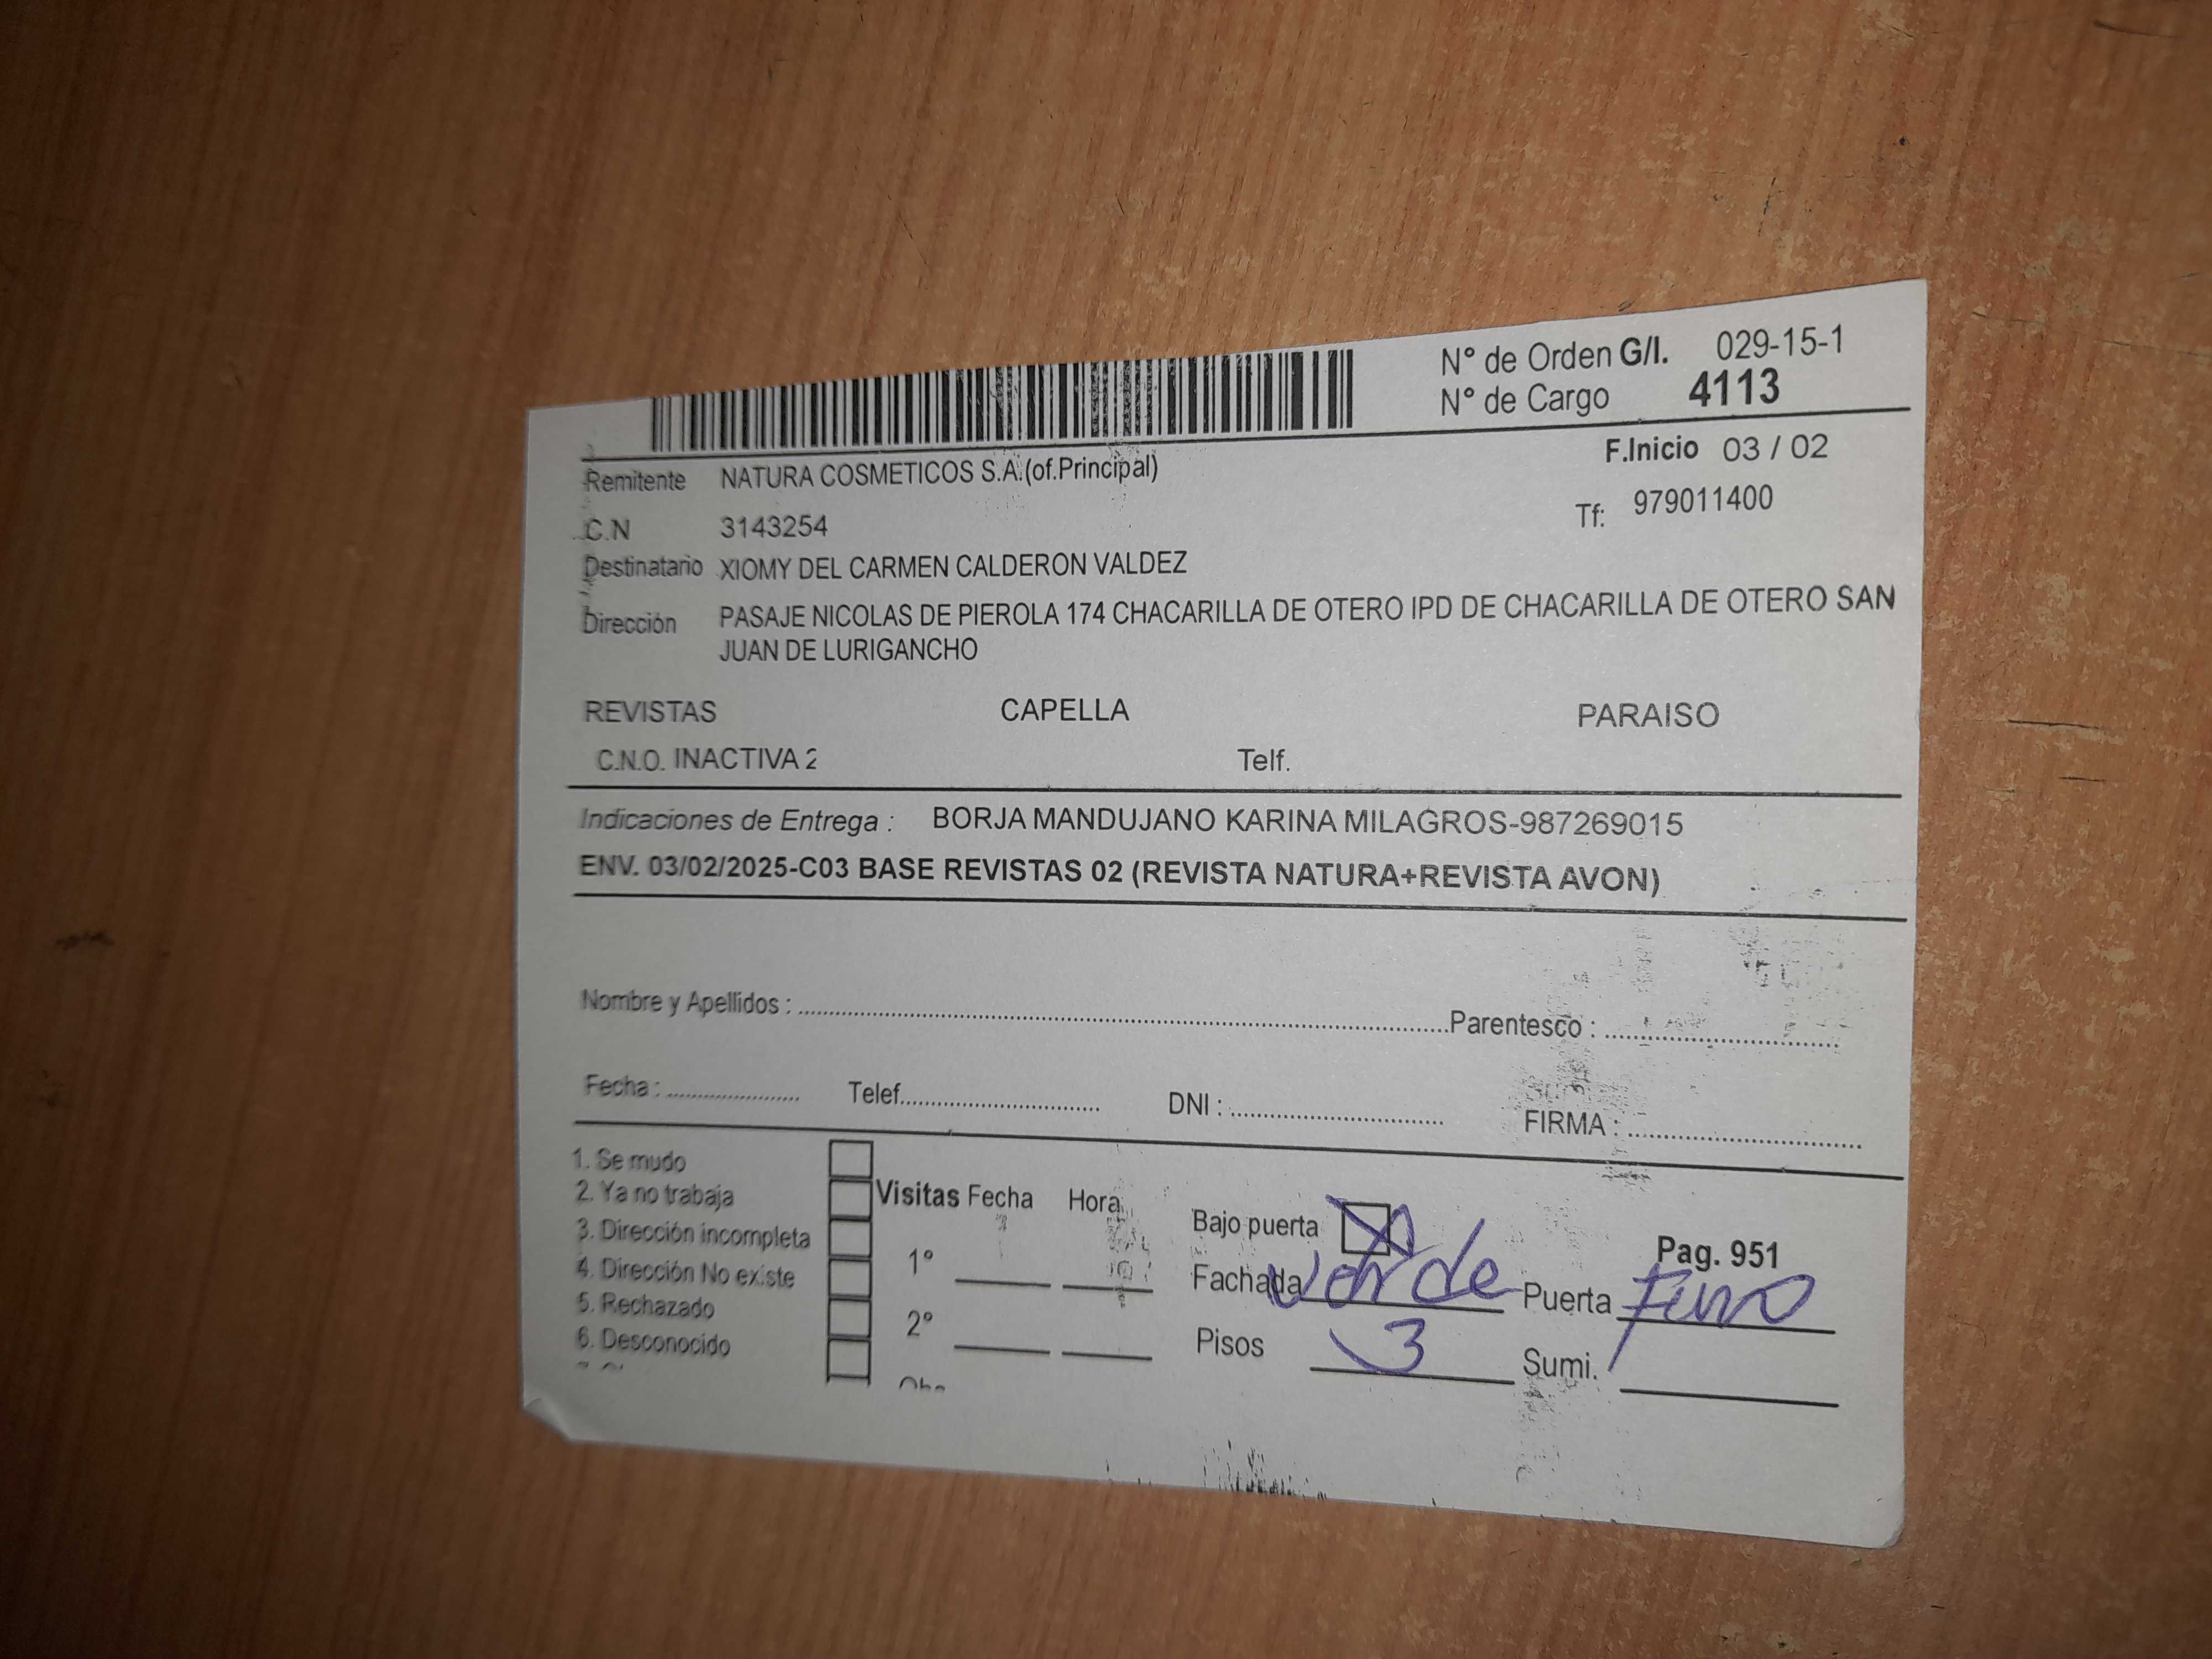 N° de Orden G/I. 029-15-1
N° de Cargo 4113
F.Inicio 03 / 02
Remitente NATURA COSMETICOS S.A.(of.Principal)
Tf: 979011400
C.N 3143254
Destinatario XIOMY DEL CARMEN CALDERON VALDEZ
Dirección PASAJE NICOLAS DE PIEROLA 174 CHACARILLA DE OTERO IPD DE CHACARILLA DE OTERO SAN
JUAN DE LURIGANCHO
REVISTAS CAPELLA PARAISO
C.N.O. INACTIVA 2 Telf.
Indicaciones de Entrega : BORJA MANDUJANO KARINA MILAGROS-987269015
ENV. 03/02/2025-C03 BASE REVISTAS 02 (REVISTA NATURA+REVISTA AVON)
Nombre y Apellidos : Parentesco :
Fecha : Telef. DNI : FIRMA :
1. Se mudo
2. Ya no trabaja
3. Dirección incompleta
4. Dirección No existe
5. Rechazado
6. Desconocido
Visitas Fecha Hora
1°
2°
Bajo puerta
Pag. 951
Fachada verde Puerta
Pisos 3 Sumi.